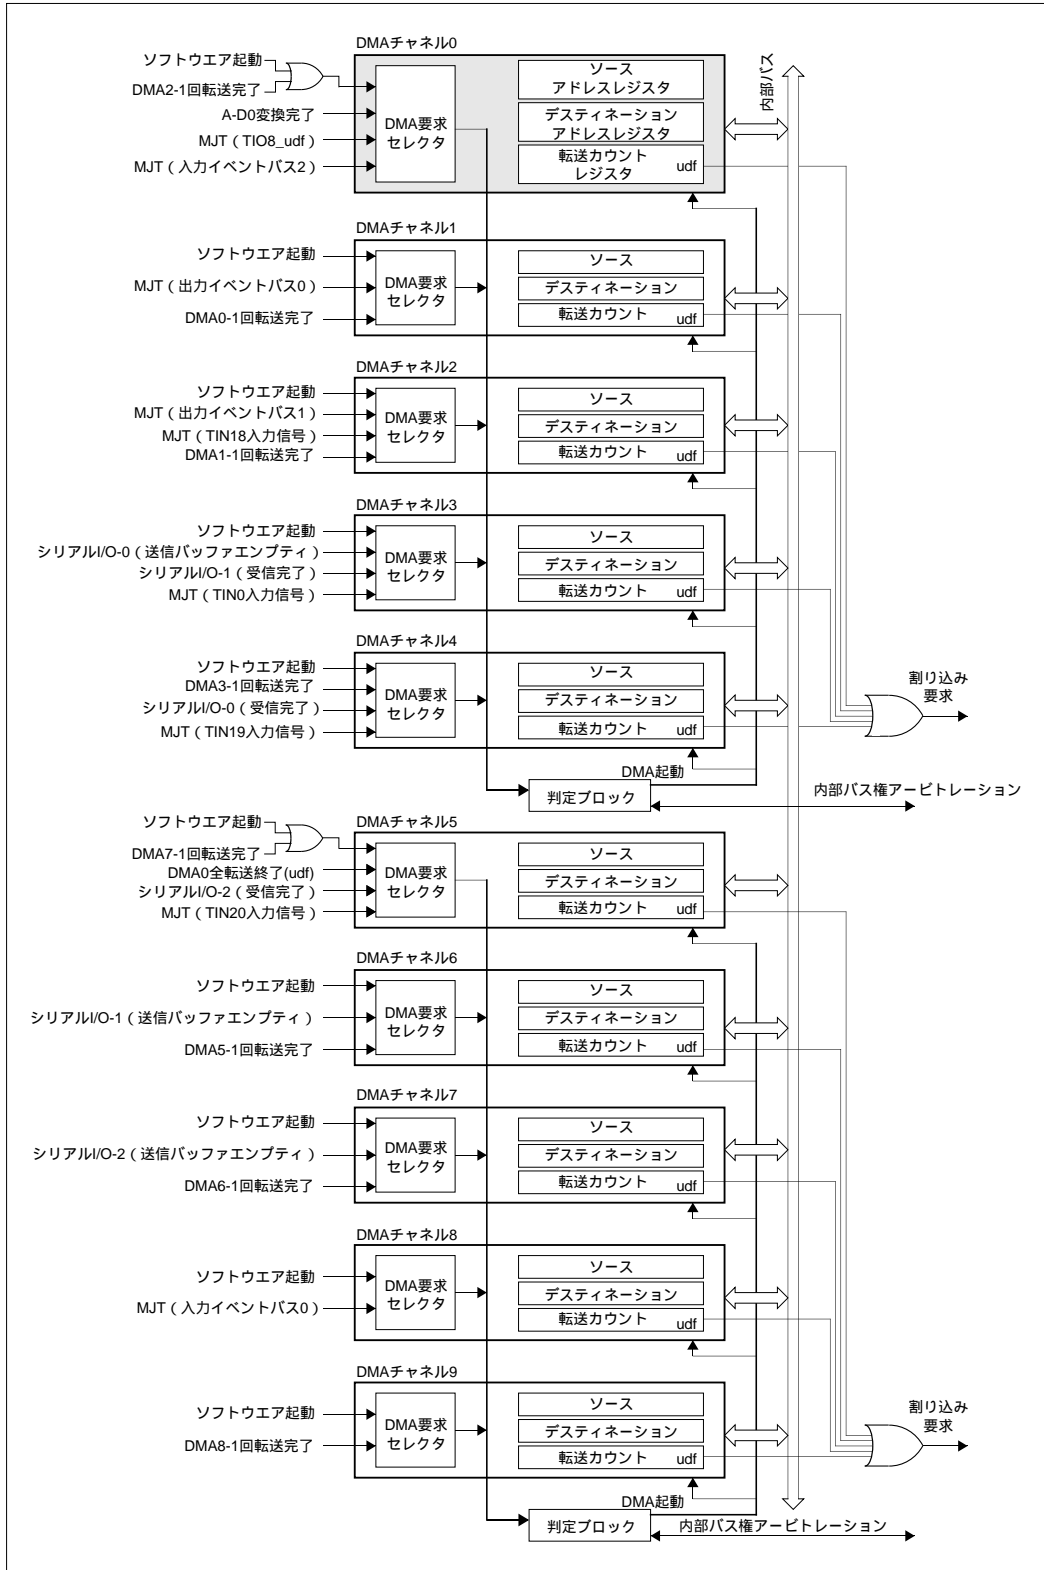 DMAチャネル0
ソフトウエア起動
DMA2-1回転送完了
A-D0変換完了
MJT（TIO8_udf）
MJT（入力イベントバス2）
DMA要求
セレクタ
ソース
アドレスレジスタ
デスティネーション
アドレスレジスタ
転送カウント
レジスタ
udf
内部バス
DMAチャネル1
ソフトウエア起動
MJT（出力イベントバス0）
DMA0-1回転送完了
DMA要求
セレクタ
ソース
デスティネーション
転送カウント
udf
DMAチャネル2
ソフトウエア起動
MJT（出力イベントバス1）
MJT（TIN18入力信号）
DMA1-1回転送完了
DMA要求
セレクタ
ソース
デスティネーション
転送カウント
udf
DMAチャネル3
ソフトウエア起動
シリアルI/O-0（送信バッファエンプティ）
シリアルI/O-1（受信完了）
MJT（TIN0入力信号）
DMA要求
セレクタ
ソース
デスティネーション
転送カウント
udf
DMAチャネル4
ソフトウエア起動
DMA3-1回転送完了
シリアルI/O-0（受信完了）
MJT（TIN19入力信号）
DMA要求
セレクタ
ソース
デスティネーション
転送カウント
udf
割り込み
要求
DMA起動
判定ブロック
内部バス権アービトレーション
DMAチャネル5
ソフトウエア起動
DMA7-1回転送完了
DMA0全転送終了(udf)
シリアルI/O-2（受信完了）
MJT（TIN20入力信号）
DMA要求
セレクタ
ソース
デスティネーション
転送カウント
udf
DMAチャネル6
ソフトウエア起動
シリアルI/O-1（送信バッファエンプティ）
DMA5-1回転送完了
DMA要求
セレクタ
ソース
デスティネーション
転送カウント
udf
DMAチャネル7
ソフトウエア起動
シリアルI/O-2（送信バッファエンプティ）
DMA6-1回転送完了
DMA要求
セレクタ
ソース
デスティネーション
転送カウント
udf
DMAチャネル8
ソフトウエア起動
MJT（入力イベントバス0）
DMA要求
セレクタ
ソース
デスティネーション
転送カウント
udf
DMAチャネル9
ソフトウエア起動
DMA8-1回転送完了
DMA要求
セレクタ
ソース
デスティネーション
転送カウント
udf
割り込み
要求
DMA起動
判定ブロック
内部バス権アービトレーション